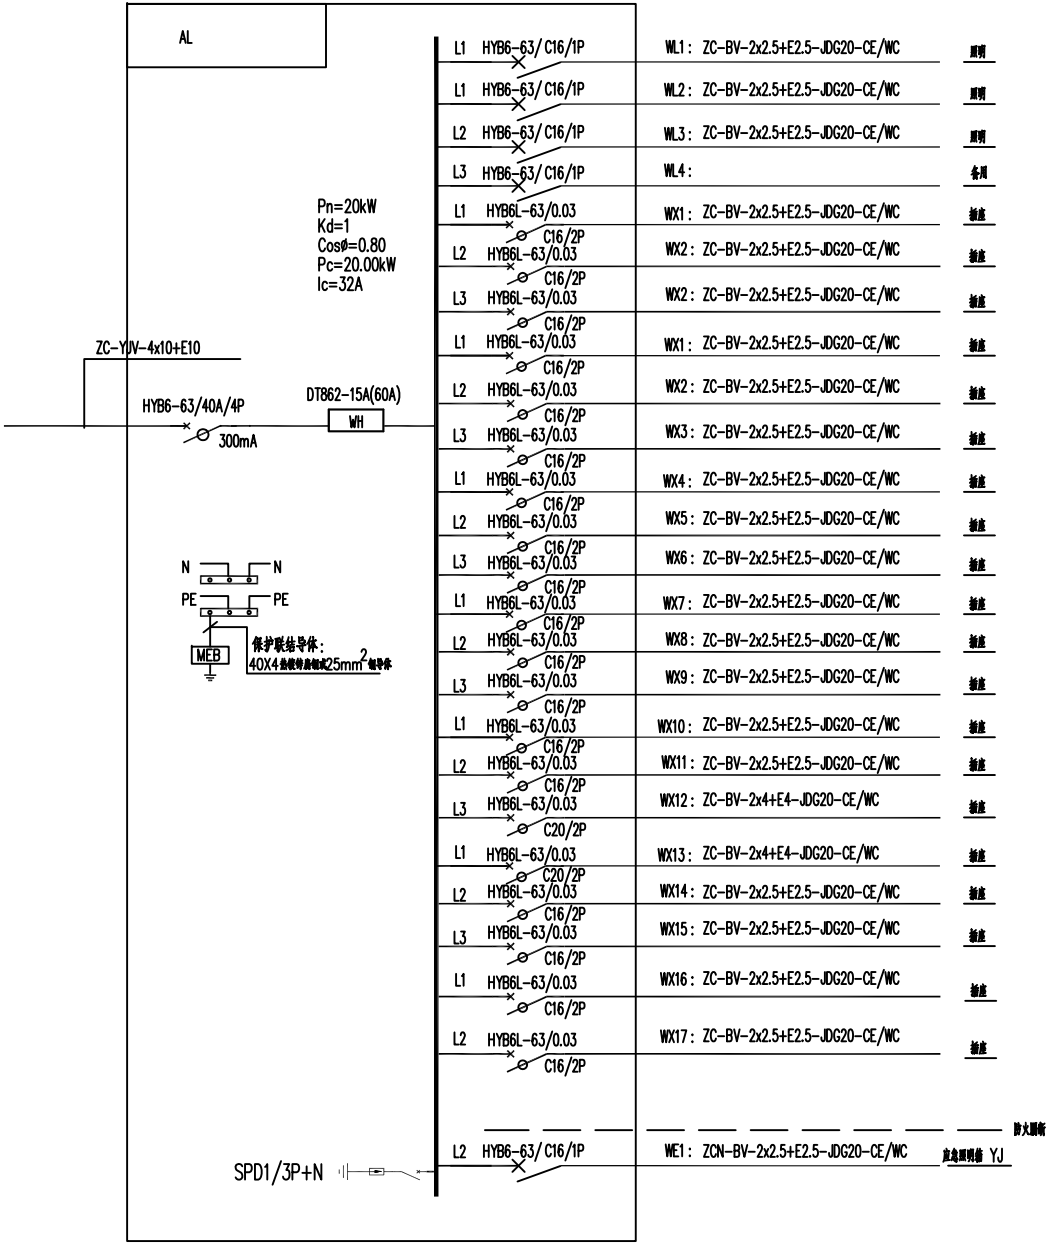 AL
L1 HYB6-63/C16/1P WL1: ZC-BV-2x2.5+E2.5-JDG20-CE/WC 照明
L1 HYB6-63/C16/1P WL2: ZC-BV-2x2.5+E2.5-JDG20-CE/WC 照明
L2 HYB6-63/C16/1P WL3: ZC-BV-2x2.5+E2.5-JDG20-CE/WC 照明
L3 HYB6-63/C16/1P WL4: 备用
Pn=20kW
Kd=1
Cosø=0.80
Pc=20.00kW
Ic=32A
L1 HYB6L-63/0.03 WX1: ZC-BV-2x2.5+E2.5-JDG20-CE/WC 插座
C16/2P
L2 HYB6L-63/0.03 WX2: ZC-BV-2x2.5+E2.5-JDG20-CE/WC 插座
C16/2P
L3 HYB6L-63/0.03 WX2: ZC-BV-2x2.5+E2.5-JDG20-CE/WC 插座
C16/2P
L1 HYB6L-63/0.03 WX1: ZC-BV-2x2.5+E2.5-JDG20-CE/WC 插座
C16/2P
ZC-YJV-4x10+E10
HYB6-63/40A/4P
300mA
DT862-15A(60A)
WH
L2 HYB6L-63/0.03 WX2: ZC-BV-2x2.5+E2.5-JDG20-CE/WC 插座
C16/2P
L3 HYB6L-63/0.03 WX3: ZC-BV-2x2.5+E2.5-JDG20-CE/WC 插座
C16/2P
L1 HYB6L-63/0.03 WX4: ZC-BV-2x2.5+E2.5-JDG20-CE/WC 插座
C16/2P
L2 HYB6L-63/0.03 WX5: ZC-BV-2x2.5+E2.5-JDG20-CE/WC 插座
C16/2P
L3 HYB6L-63/0.03 WX6: ZC-BV-2x2.5+E2.5-JDG20-CE/WC 插座
C16/2P
L1 HYB6L-63/0.03 WX7: ZC-BV-2x2.5+E2.5-JDG20-CE/WC 插座
C16/2P
L2 HYB6L-63/0.03 WX8: ZC-BV-2x2.5+E2.5-JDG20-CE/WC 插座
C16/2P
L3 HYB6L-63/0.03 WX9: ZC-BV-2x2.5+E2.5-JDG20-CE/WC 插座
C16/2P
N N
PE PE
MEB
保护联结导体:
40X4热镀锌扁钢或25mm² 铜导体
L1 HYB6L-63/0.03 WX10: ZC-BV-2x2.5+E2.5-JDG20-CE/WC 插座
C16/2P
L2 HYB6L-63/0.03 WX11: ZC-BV-2x2.5+E2.5-JDG20-CE/WC 插座
C16/2P
L3 HYB6L-63/0.03 WX12: ZC-BV-2x4+E4-JDG20-CE/WC 插座
C20/2P
L1 HYB6L-63/0.03 WX13: ZC-BV-2x4+E4-JDG20-CE/WC 插座
C20/2P
L2 HYB6L-63/0.03 WX14: ZC-BV-2x2.5+E2.5-JDG20-CE/WC 插座
C16/2P
L3 HYB6L-63/0.03 WX15: ZC-BV-2x2.5+E2.5-JDG20-CE/WC 插座
C16/2P
L1 HYB6L-63/0.03 WX16: ZC-BV-2x2.5+E2.5-JDG20-CE/WC 插座
C16/2P
L2 HYB6L-63/0.03 WX17: ZC-BV-2x2.5+E2.5-JDG20-CE/WC 插座
C16/2P
防火隔断
L2 HYB6-63/C16/1P WE1: ZCN-BV-2x2.5+E2.5-JDG20-CE/WC 应急照明箱 YJ
SPD1/3P+N